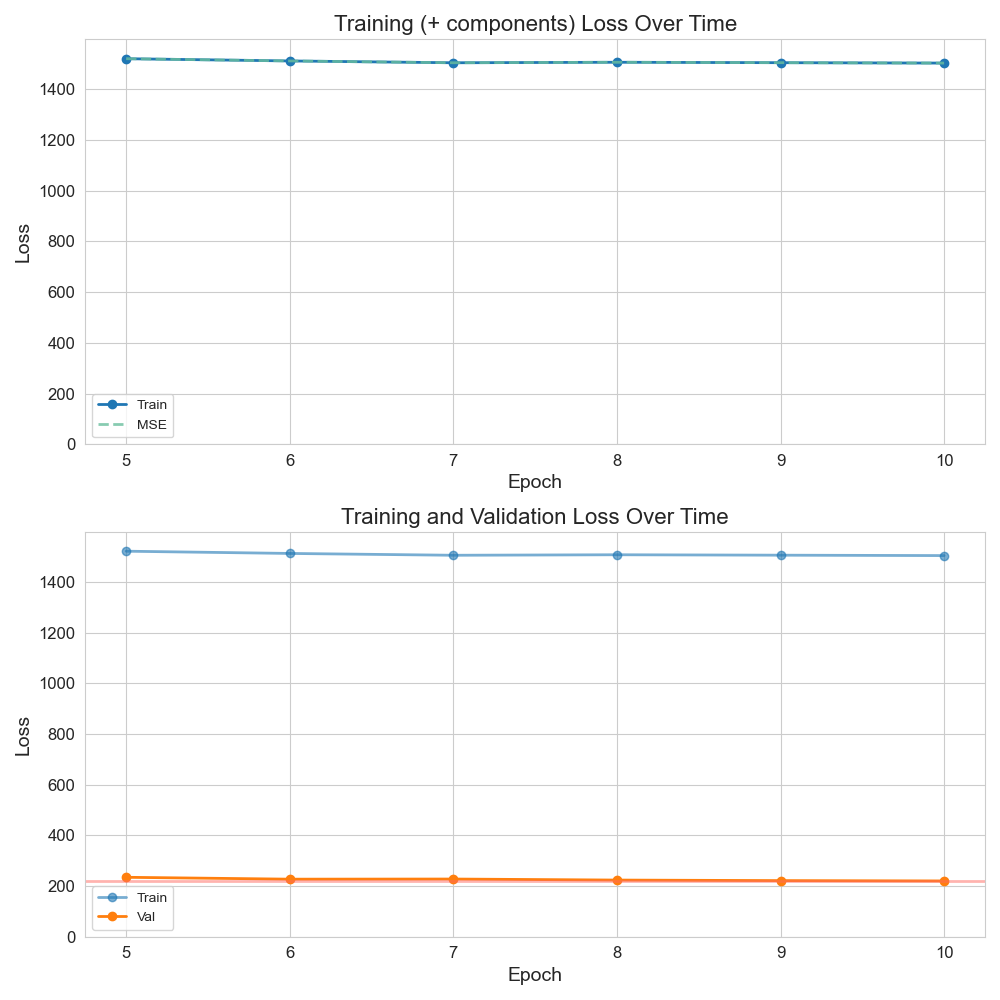 Training (+ components) Loss Over Time
Loss
1400
1200
1000
800
600
400
200
0
Train
MSE
5 6 7 8 9 10
Epoch
Training and Validation Loss Over Time
Loss
1400
1200
1000
800
600
400
200
0
Train
Val
5 6 7 8 9 10
Epoch